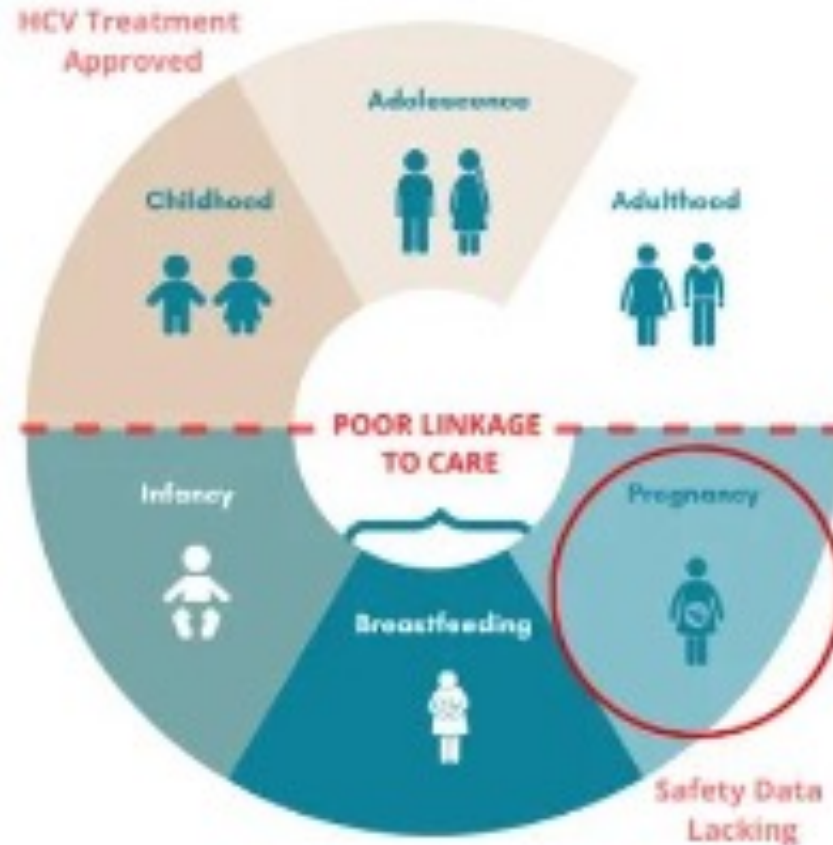 HCV Treatment
Approved
Adolescence
Childhood
Adulthood
POOR LINKAGE
TO CARE
Infancy
Pregnancy
Breastfeeding
Safety Data
Lacking